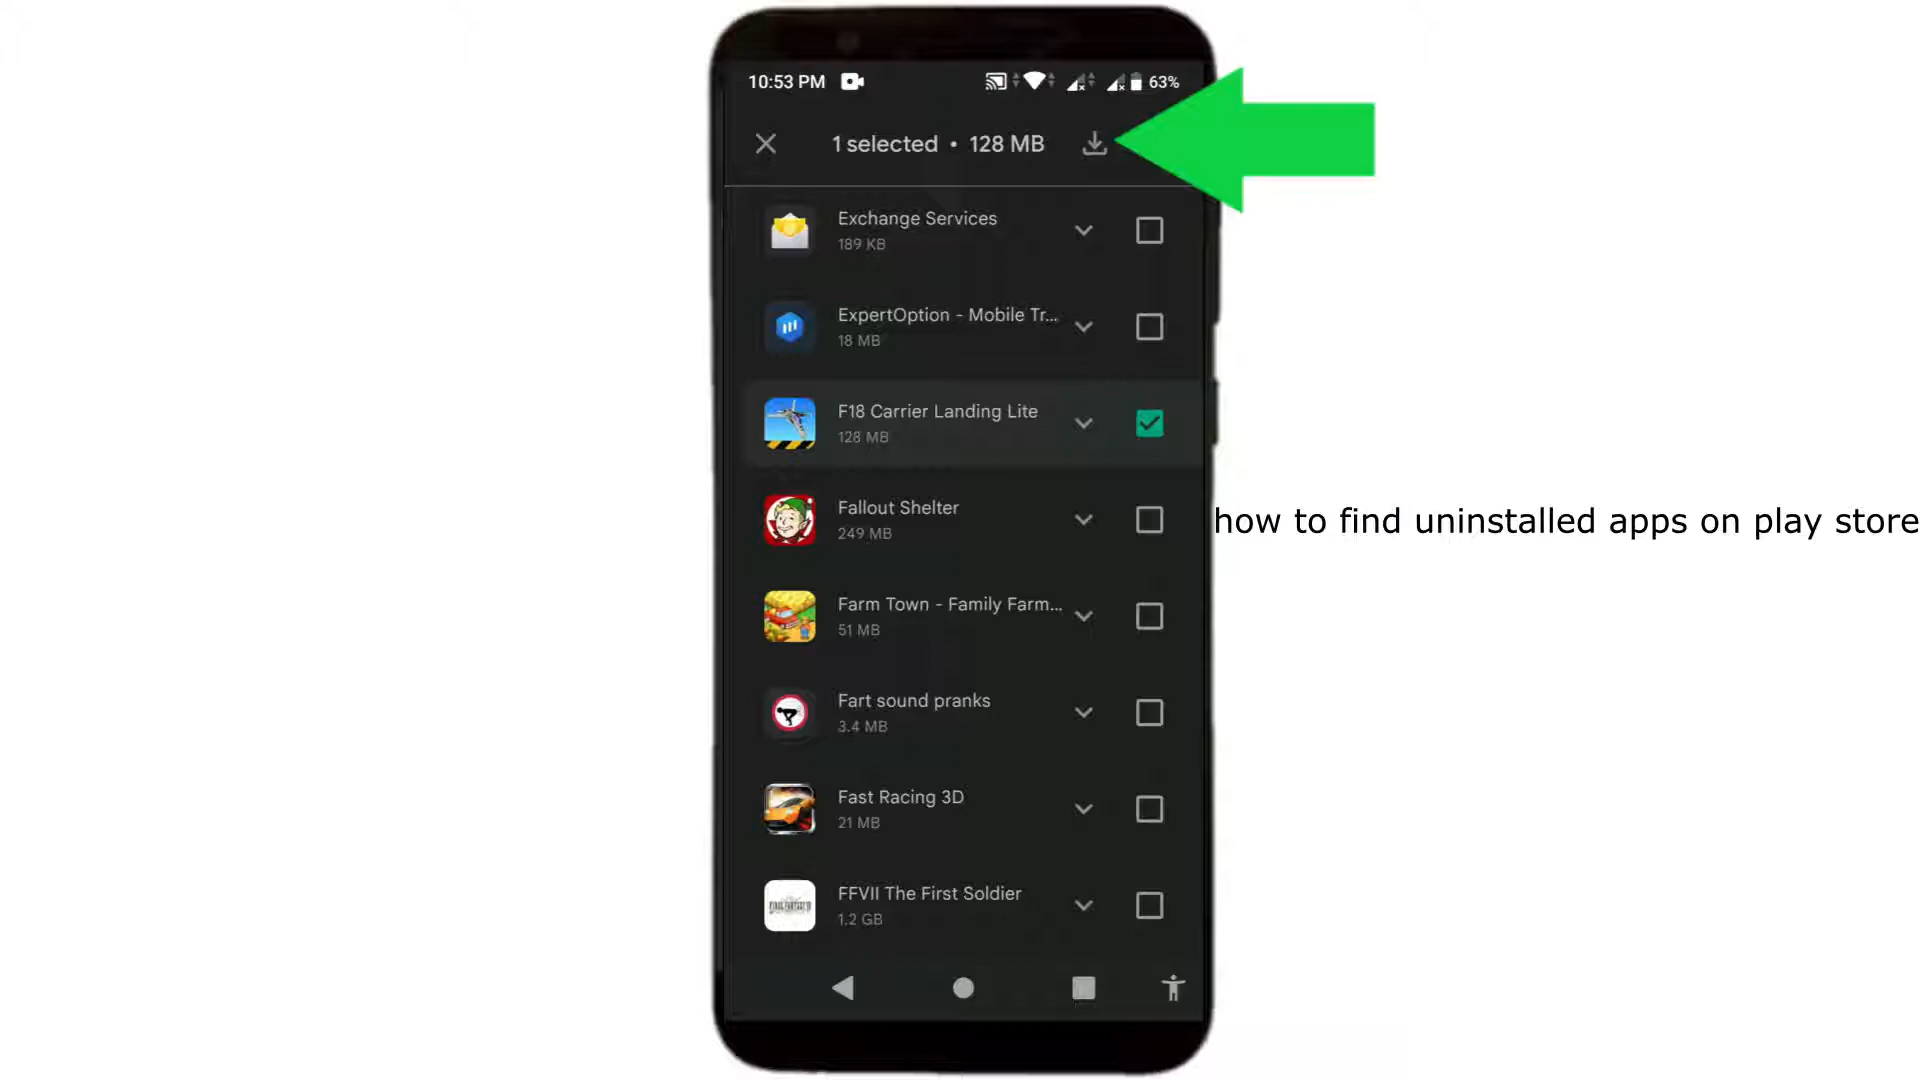 10:53 PM 63%
1 selected • 128 MB
Exchange Services
189 KB
ExpertOption - Mobile Tr...
18 MB
F18 Carrier Landing Lite
128 MB
Fallout Shelter
249 MB
how to find uninstalled apps on play store
Farm Town - Family Farm...
51 MB
Fart sound pranks
3.4 MB
Fast Racing 3D
21 MB
FFVII The First Soldier
1.2 GB
FINAL FANTASY VII